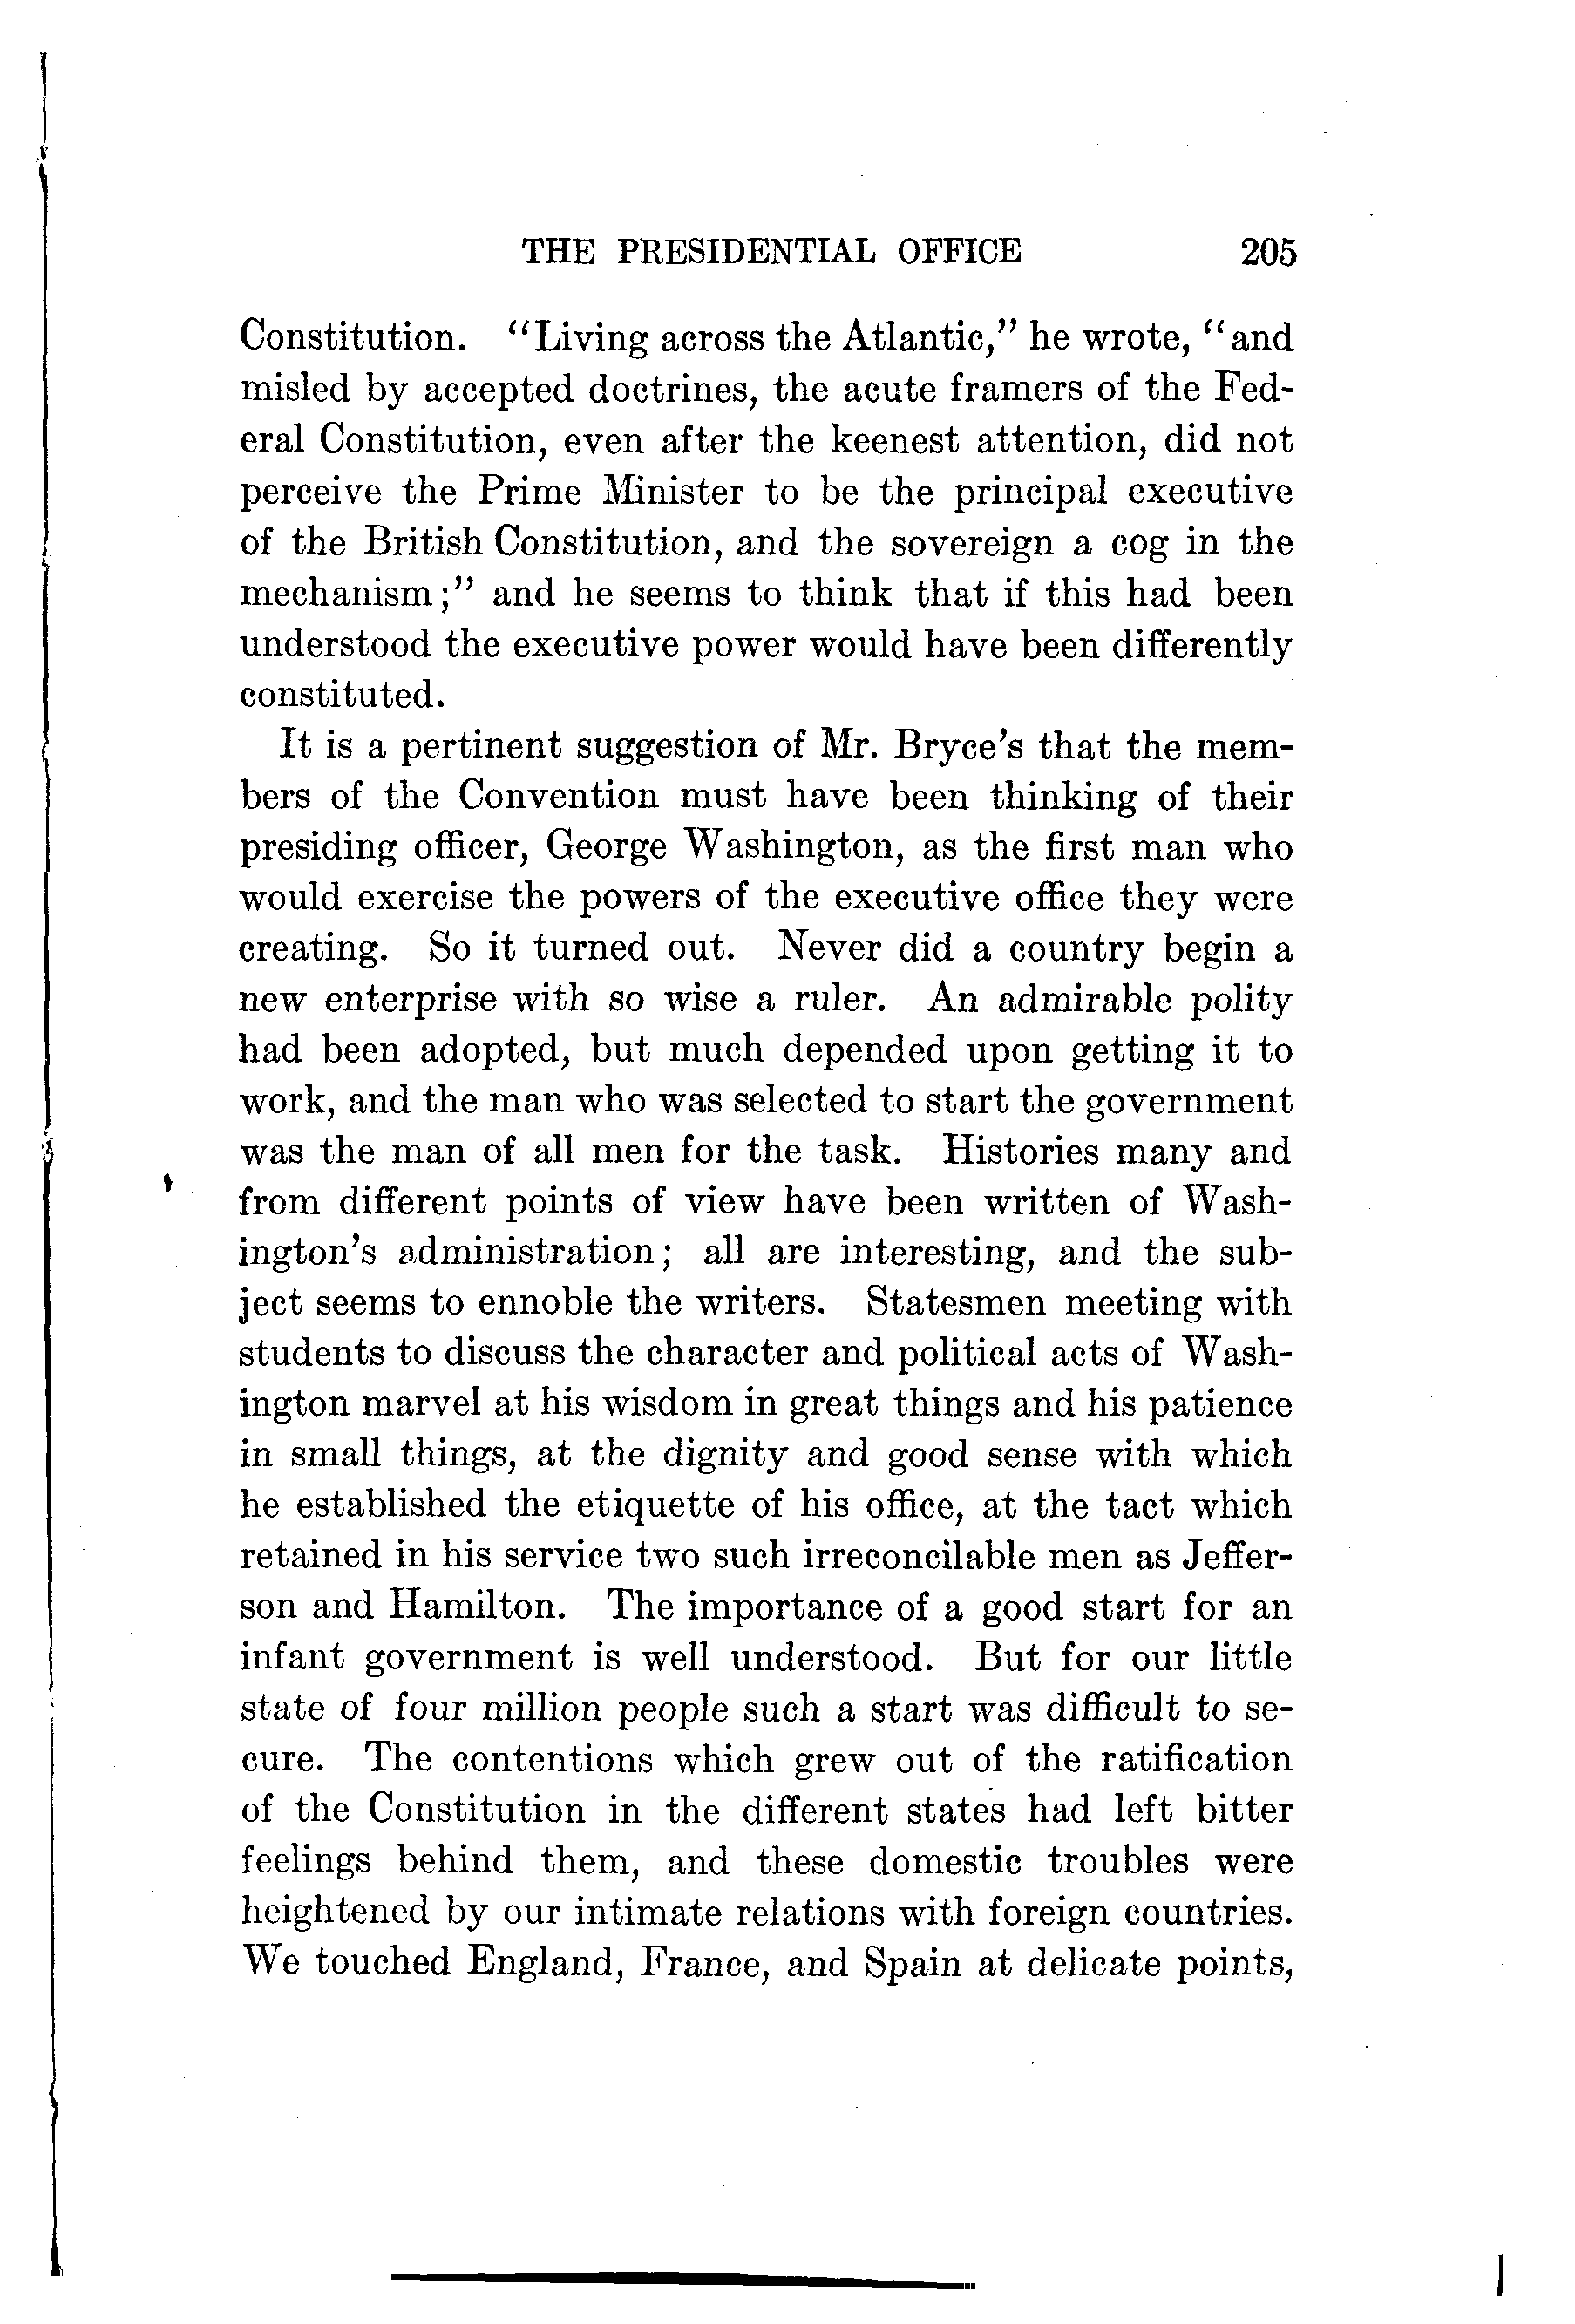 THE PRESIDENTIAL OFFICE 205
Constitution. “Living across the Atlantic,” he wrote, “and
misled by accepted doctrines, the acute framers of the Fed-
eral Constitution, even after the keenest attention, did not
perceive the Prime Minister to be the principal executive
of the British Constitution, and the sovereign a cog in the
mechanism;” and he seems to think that if this had been
understood the executive power would have been differently
constituted.
It is a pertinent suggestion of Mr. Bryce's that the mem-
bers of the Convention must have been thinking of their
presiding officer, George Washington, as the first man who
would exercise the powers of the executive office they were
creating. So it turned out. Never did a country begin a
new enterprise with so wise a ruler. An admirable polity
had been adopted, but much depended upon getting it to
work, and the man who was selected to start the government
was the man of all men for the task. Histories many and
from different points of view have been written of Wash-
ington's administration; all are interesting, and the sub-
ject seems to ennoble the writers. Statesmen meeting with
students to discuss the character and political acts of Wash-
ington marvel at his wisdom in great things and his patience
in small things, at the dignity and good sense with which
he established the etiquette of his office, at the tact which
retained in his service two such irreconcilable men as Jeffer-
son and Hamilton. The importance of a good start for an
infant government is well understood. But for our little
state of four million people such a start was difficult to se-
cure. The contentions which grew out of the ratification
of the Constitution in the different states had left bitter
feelings behind them, and these domestic troubles were
heightened by our intimate relations with foreign countries.
We touched England, France, and Spain at delicate points,